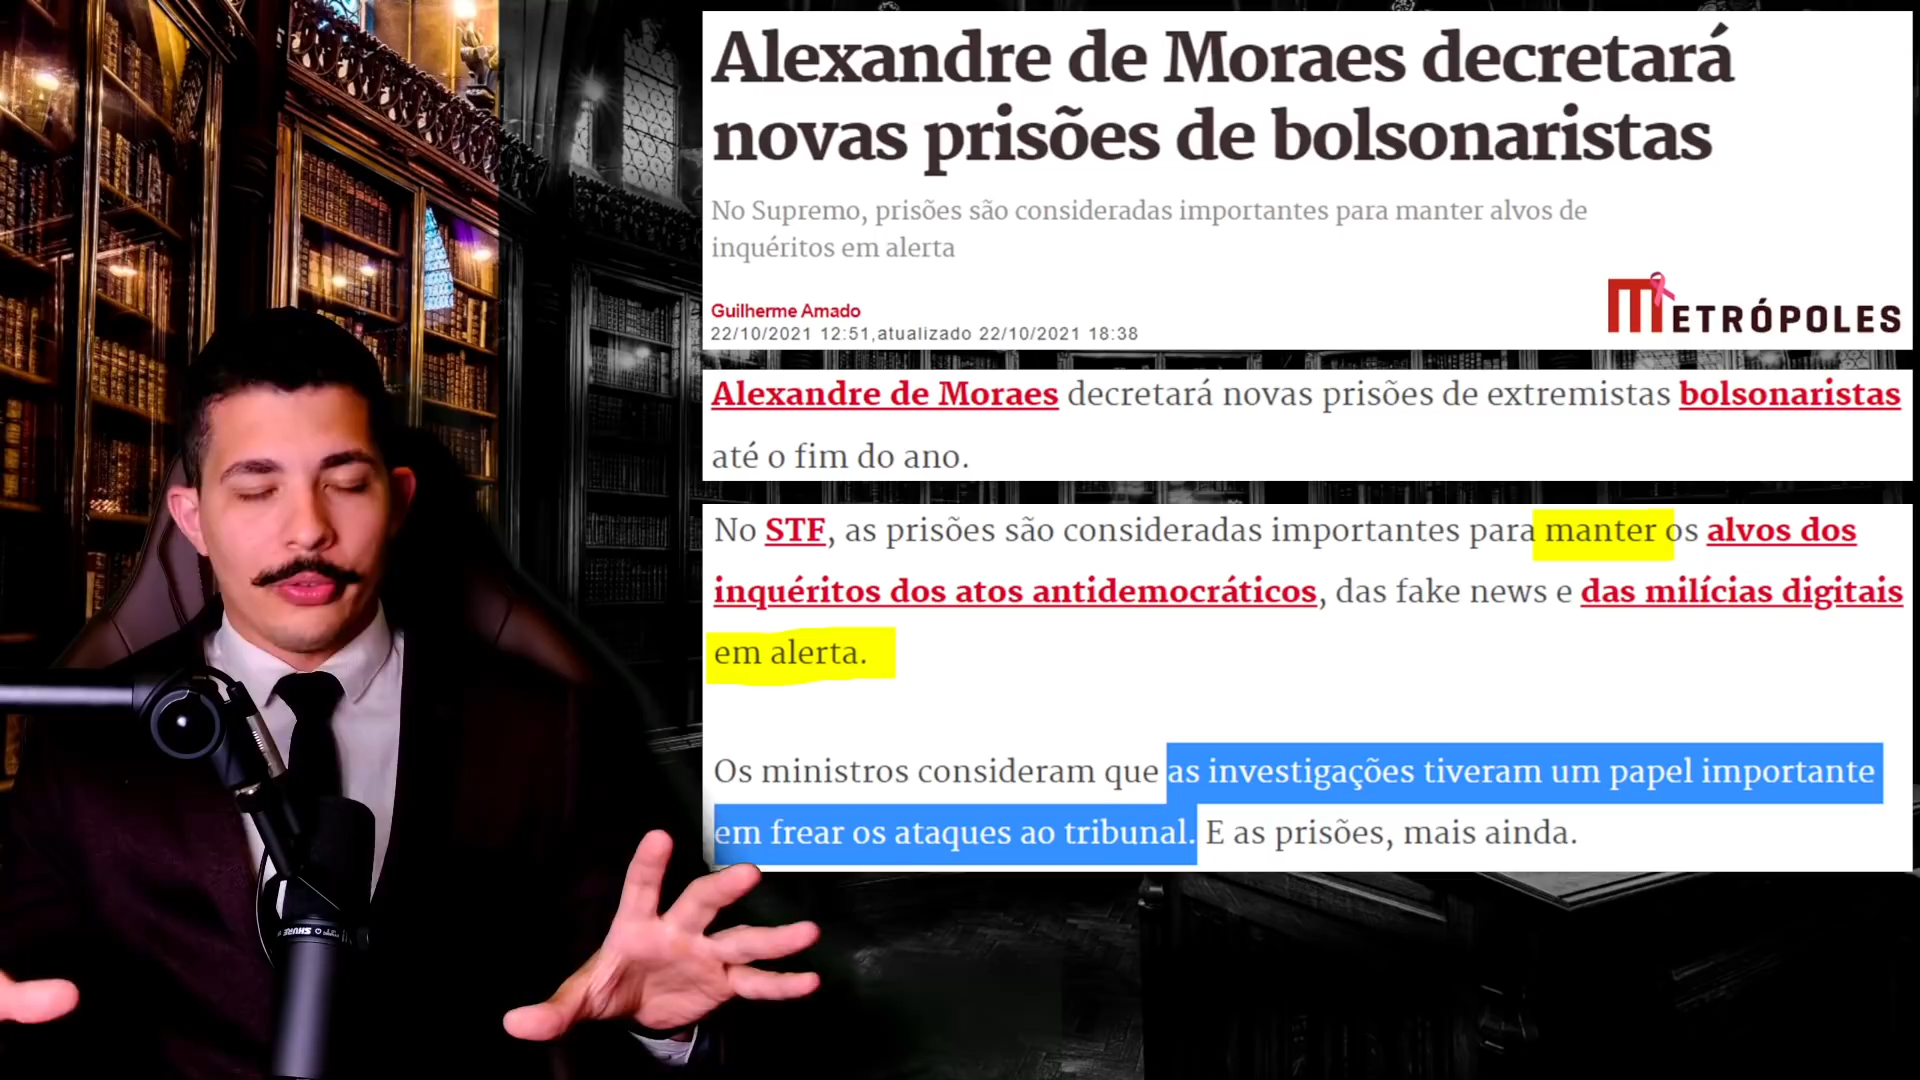 Alexandre de Moraes decretará
novas prisões de bolsonaristas
No Supremo, prisões são consideradas importantes para manter alvos de
inquéritos em alerta
Guilherme Amado
22/10/2021 12:51,atualizado 22/10/2021 18:38
METRÓPOLES
Alexandre de Moraes decretará novas prisões de extremistas bolsonaristas
até o fim do ano.
No STF, as prisões são consideradas importantes para manter os alvos dos
inquéritos dos atos antidemocráticos, das fake news e das milícias digitais
em alerta.
Os ministros consideram que as investigações tiveram um papel importante
em frear os ataques ao tribunal. E as prisões, mais ainda.
SHURE